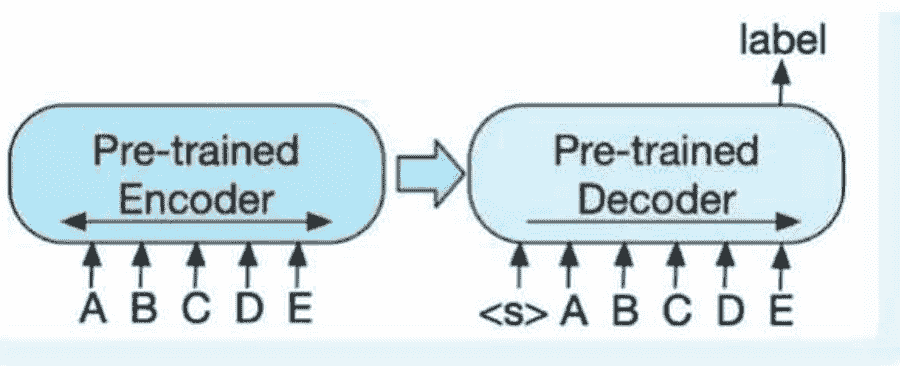 label
Pre-trained
Encoder
Pre-trained
Decoder
A B C D E
<s> A B C D E